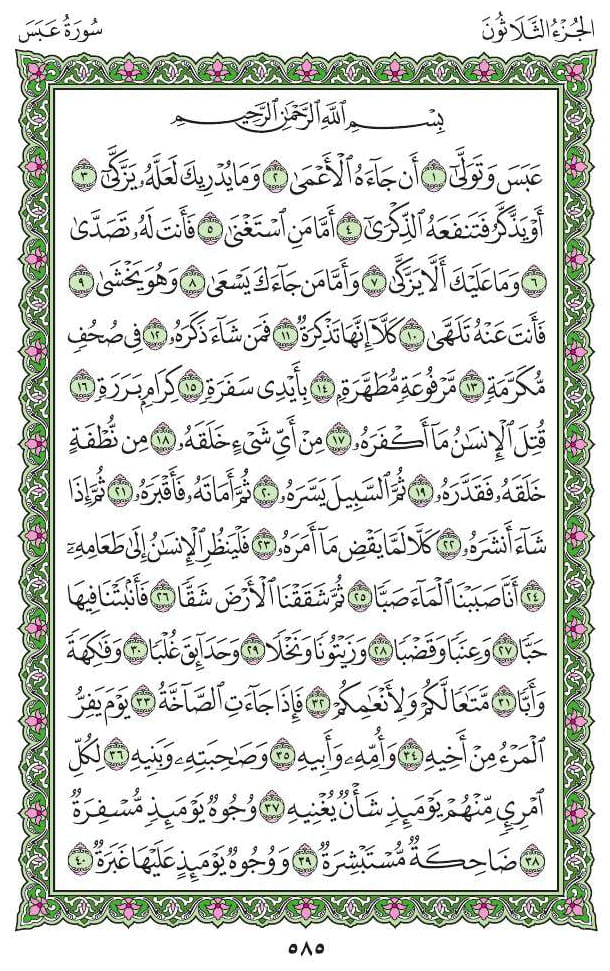 الجُزْءُ الثَّلَاثُونَ
سُورَةُ عَبَسَ
بِسْمِ اللَّهِ الرَّحْمَٰنِ الرَّحِيمِ
عَبَسَ وَتَوَلَّىٰٓ ١ أَن جَآءَهُ ٱلْأَعْمَىٰ ٢ وَمَا يُدْرِيكَ لَعَلَّهُۥ يَزَّكَّىٰٓ ٣
أَوْ يَذَّكَّرُ فَتَنفَعَهُ ٱلذِّكْرَىٰٓ ٤ أَمَّا مَنِ ٱسْتَغْنَىٰ ٥ فَأَنتَ لَهُۥ تَصَدَّىٰ
٦ وَمَا عَلَيْكَ أَلَّا يَزَّكَّىٰ ٧ وَأَمَّا مَن جَآءَكَ يَسْعَىٰ ٨ وَهُوَ يَخْشَىٰ ٩
فَأَنتَ عَنْهُ تَلَهَّىٰ ١٠ كَلَّآ إِنَّهَا تَذْكِرَةٌ ١١ فَمَن شَآءَ ذَكَرَهُۥ ١٢ فِى صُحُفٍ
مُّكَرَّمَةٍ ١٣ مَّرْفُوعَةٍ مُّطَهَّرَةٍۭ ١٤ بِأَيْدِى سَفَرَةٍ ١٥ كِرَامٍۭ بَرَرَةٍ ١٦
قُتِلَ ٱلْإِنسَٰنُ مَآ أَكْفَرَهُۥ ١٧ مِنْ أَىِّ شَىْءٍ خَلَقَهُۥ ١٨ مِن نُّطْفَةٍ
خَلَقَهُۥ فَقَدَّرَهُۥ ١٩ ثُمَّ ٱلسَّبِيلَ يَسَّرَهُۥ ٢٠ ثُمَّ أَمَاتَهُۥ فَأَقْبَرَهُۥ ٢١ ثُمَّ إِذَا
شَآءَ أَنشَرَهُۥ ٢٢ كَلَّا لَمَّا يَقْضِ مَآ أَمَرَهُۥ ٢٣ فَلْيَنظُرِ ٱلْإِنسَٰنُ إِلَىٰ طَعَامِهِۦٓ
٢٤ أَنَّا صَبَبْنَا ٱلْمَآءَ صَبًّا ٢٥ ثُمَّ شَقَقْنَا ٱلْأَرْضَ شَقًّا ٢٦ فَأَنۢبَتْنَا فِيهَا
حَبًّا ٢٧ وَعِنَبًا وَقَضْبًا ٢٨ وَزَيْتُونًا وَنَخْلًا ٢٩ وَحَدَآئِقَ غُلْبًا ٣٠ وَفَٰكِهَةً
وَأَبًّا ٣١ مَّتَٰعًا لَّكُمْ وَلِأَنْعَٰمِكُمْ ٣٢ فَإِذَا جَآءَتِ ٱلصَّآخَّةُ ٣٣ يَوْمَ يَفِرُّ
ٱلْمَرْءُ مِنْ أَخِيهِ ٣٤ وَأُمِّهِۦ وَأَبِيهِ ٣٥ وَصَٰحِبَتِهِۦ وَبَنِيهِ ٣٦ لِكُلِّ
ٱمْرِئٍ مِّنْهُمْ يَوْمَئِذٍ شَأْنٌ يُغْنِيهِ ٣٧ وُجُوهٌ يَوْمَئِذٍ مُّسْفِرَةٌ
٣٨ ضَاحِكَةٌ مُّسْتَبْشِرَةٌ ٣٩ وَوُجُوهٌ يَوْمَئِذٍ عَلَيْهَا غَبَرَةٌ ٤٠
٥٨٥